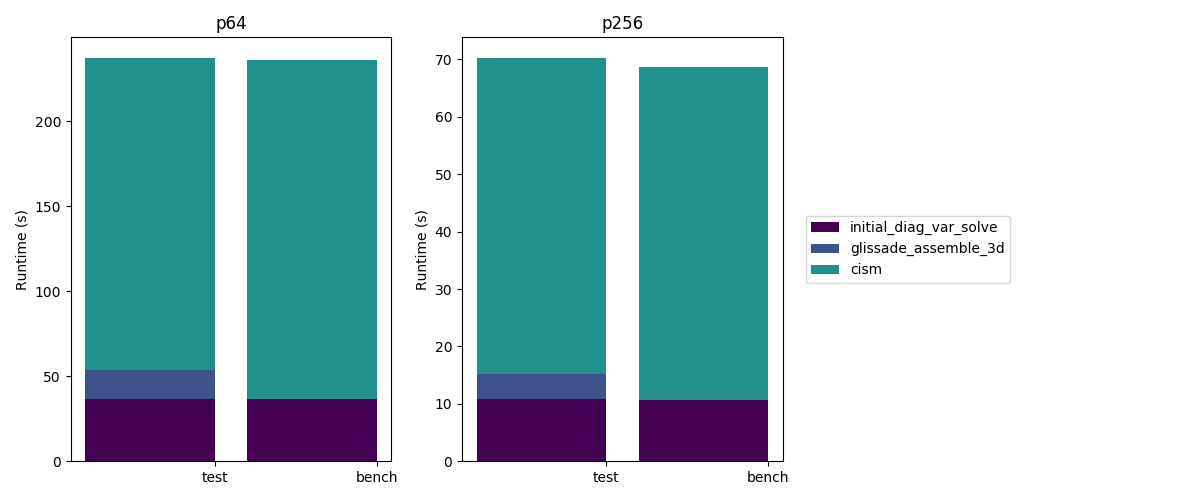 p64
Runtime (s)
200
150
100
50
0
test
bench
p256
Runtime (s)
70
60
50
40
30
20
10
0
test
bench
initial_diag_var_solve
glissade_assemble_3d
cism